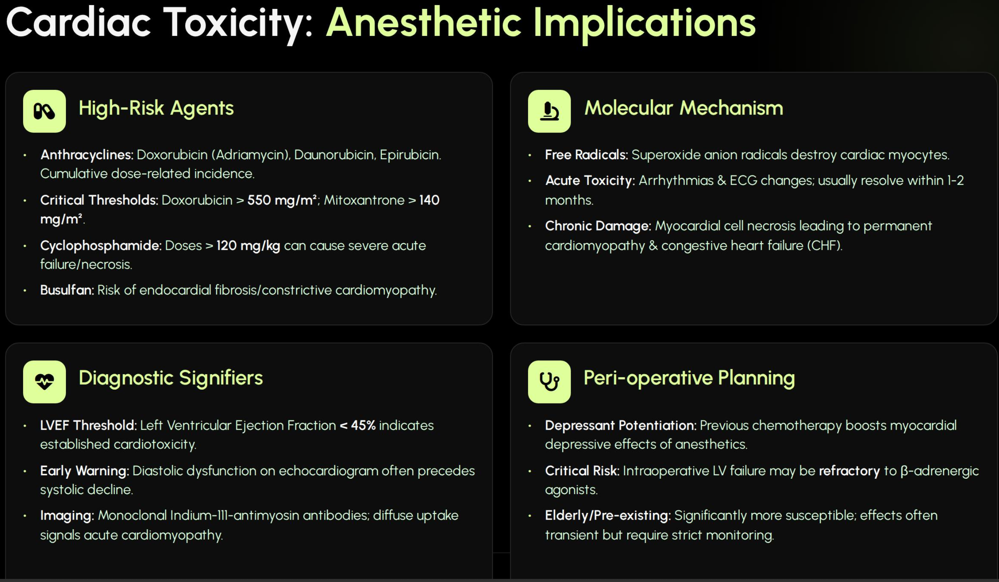 Cardiac Toxicity: Anesthetic Implications
High-Risk Agents
• Anthracyclines: Doxorubicin (Adriamycin), Daunorubicin, Epirubicin.
Cumulative dose-related incidence.
• Critical Thresholds: Doxorubicin > 550 mg/m²; Mitoxantrone > 140
mg/m².
• Cyclophosphamide: Doses > 120 mg/kg can cause severe acute
failure/necrosis.
• Busulfan: Risk of endocardial fibrosis/constrictive cardiomyopathy.
Molecular Mechanism
• Free Radicals: Superoxide anion radicals destroy cardiac myocytes.
• Acute Toxicity: Arrhythmias & ECG changes; usually resolve within 1-2
months.
• Chronic Damage: Myocardial cell necrosis leading to permanent
cardiomyopathy & congestive heart failure (CHF).
Diagnostic Signifiers
• LVEF Threshold: Left Ventricular Ejection Fraction < 45% indicates
established cardiotoxicity.
• Early Warning: Diastolic dysfunction on echocardiogram often precedes
systolic decline.
• Imaging: Monoclonal Indium-111-antimyosin antibodies; diffuse uptake
signals acute cardiomyopathy.
Peri-operative Planning
• Depressant Potentiation: Previous chemotherapy boosts myocardial
depressive effects of anesthetics.
• Critical Risk: Intraoperative LV failure may be refractory to β-adrenergic
agonists.
• Elderly/Pre-existing: Significantly more susceptible; effects often
transient but require strict monitoring.